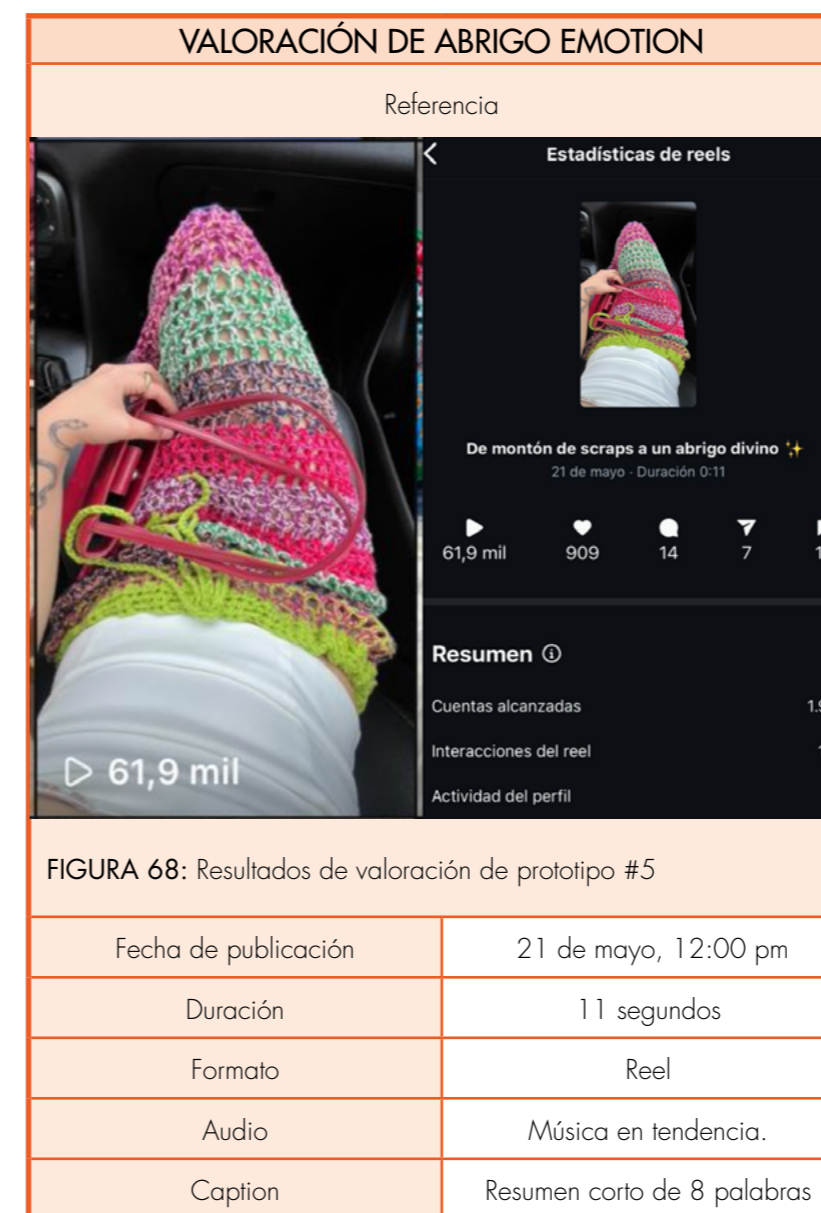 VALORACIÓN DE ABRIGO EMOTION
Referencia
61,9 mil
Estadísticas de reels
De montón de scraps a un abrigo divino ✨
21 de mayo · Duración 0:11
61,9 mil 909 14 7
Resumen
Cuentas alcanzadas
Interacciones del reel
Actividad del perfil
FIGURA 68: Resultados de valoración de prototipo #5
Fecha de publicación 21 de mayo, 12:00 pm
Duración 11 segundos
Formato Reel
Audio Música en tendencia.
Caption Resumen corto de 8 palabras